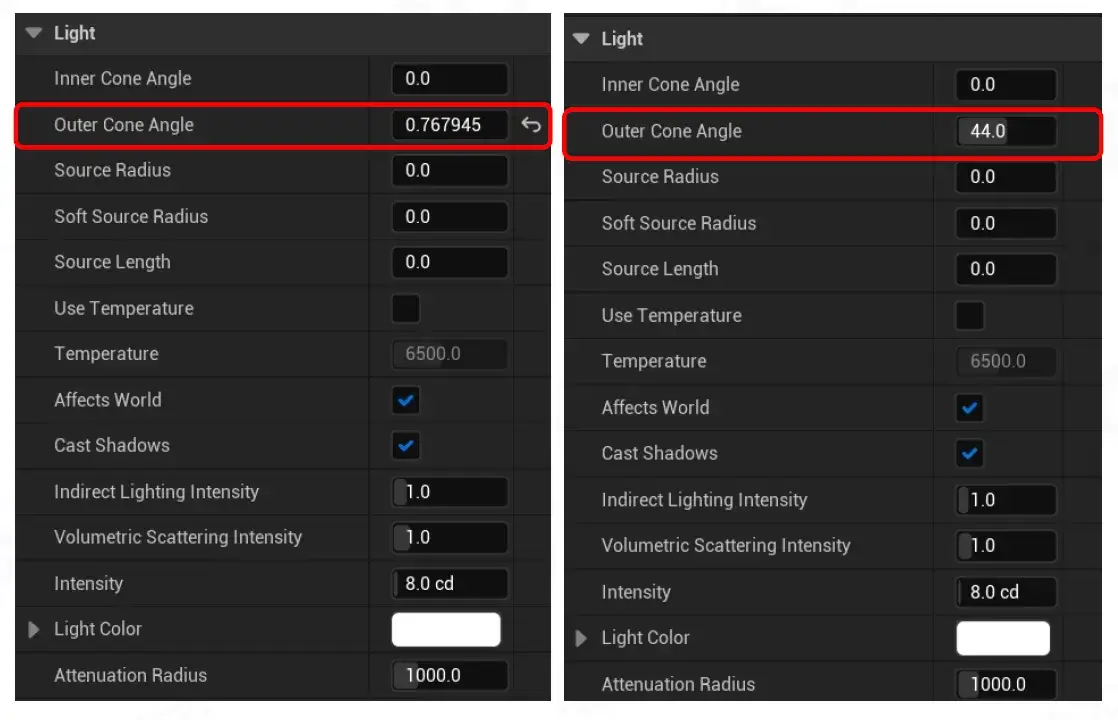 Light
Inner Cone Angle 0.0
Outer Cone Angle 0.767945
Source Radius 0.0
Soft Source Radius 0.0
Source Length 0.0
Use Temperature
Temperature 6500.0
Affects World
Cast Shadows
Indirect Lighting Intensity 1.0
Volumetric Scattering Intensity 1.0
Intensity 8.0 cd
Light Color
Attenuation Radius 1000.0
Light
Inner Cone Angle 0.0
Outer Cone Angle 44.0
Source Radius 0.0
Soft Source Radius 0.0
Source Length 0.0
Use Temperature
Temperature 6500.0
Affects World
Cast Shadows
Indirect Lighting Intensity 1.0
Volumetric Scattering Intensity 1.0
Intensity 8.0 cd
Light Color
Attenuation Radius 1000.0